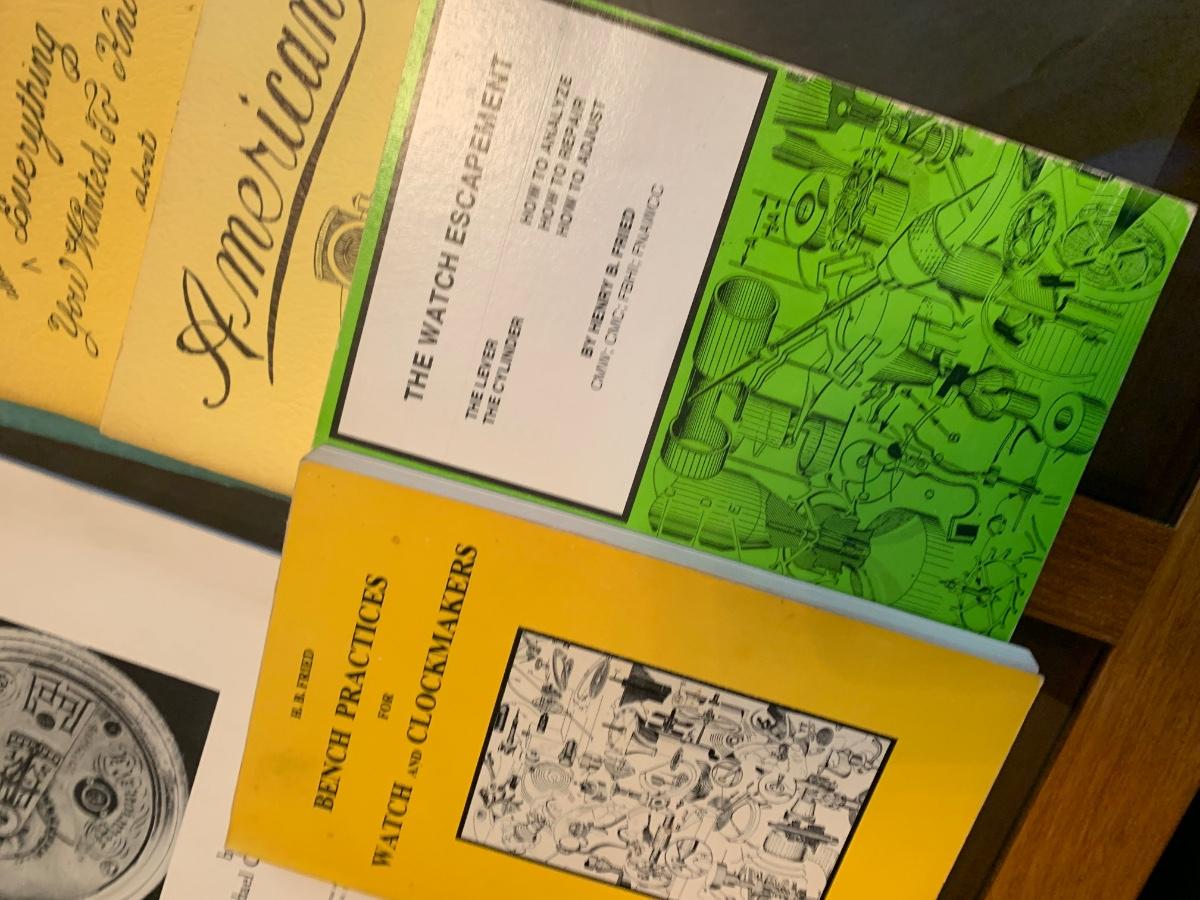 Everything
You Wanted To Kno
about
American
THE WATCH ESCAPEMENT
THE LEVER
THE CYLINDER
HOW TO ANALYZE
HOW TO REPAIR
HOW TO ADJUST
BY HENRY B. FRIED
CMW; CMC; FBHI; FNAWCC
H. B. FRIED
BENCH PRACTICES
FOR
WATCH AND CLOCKMAKERS